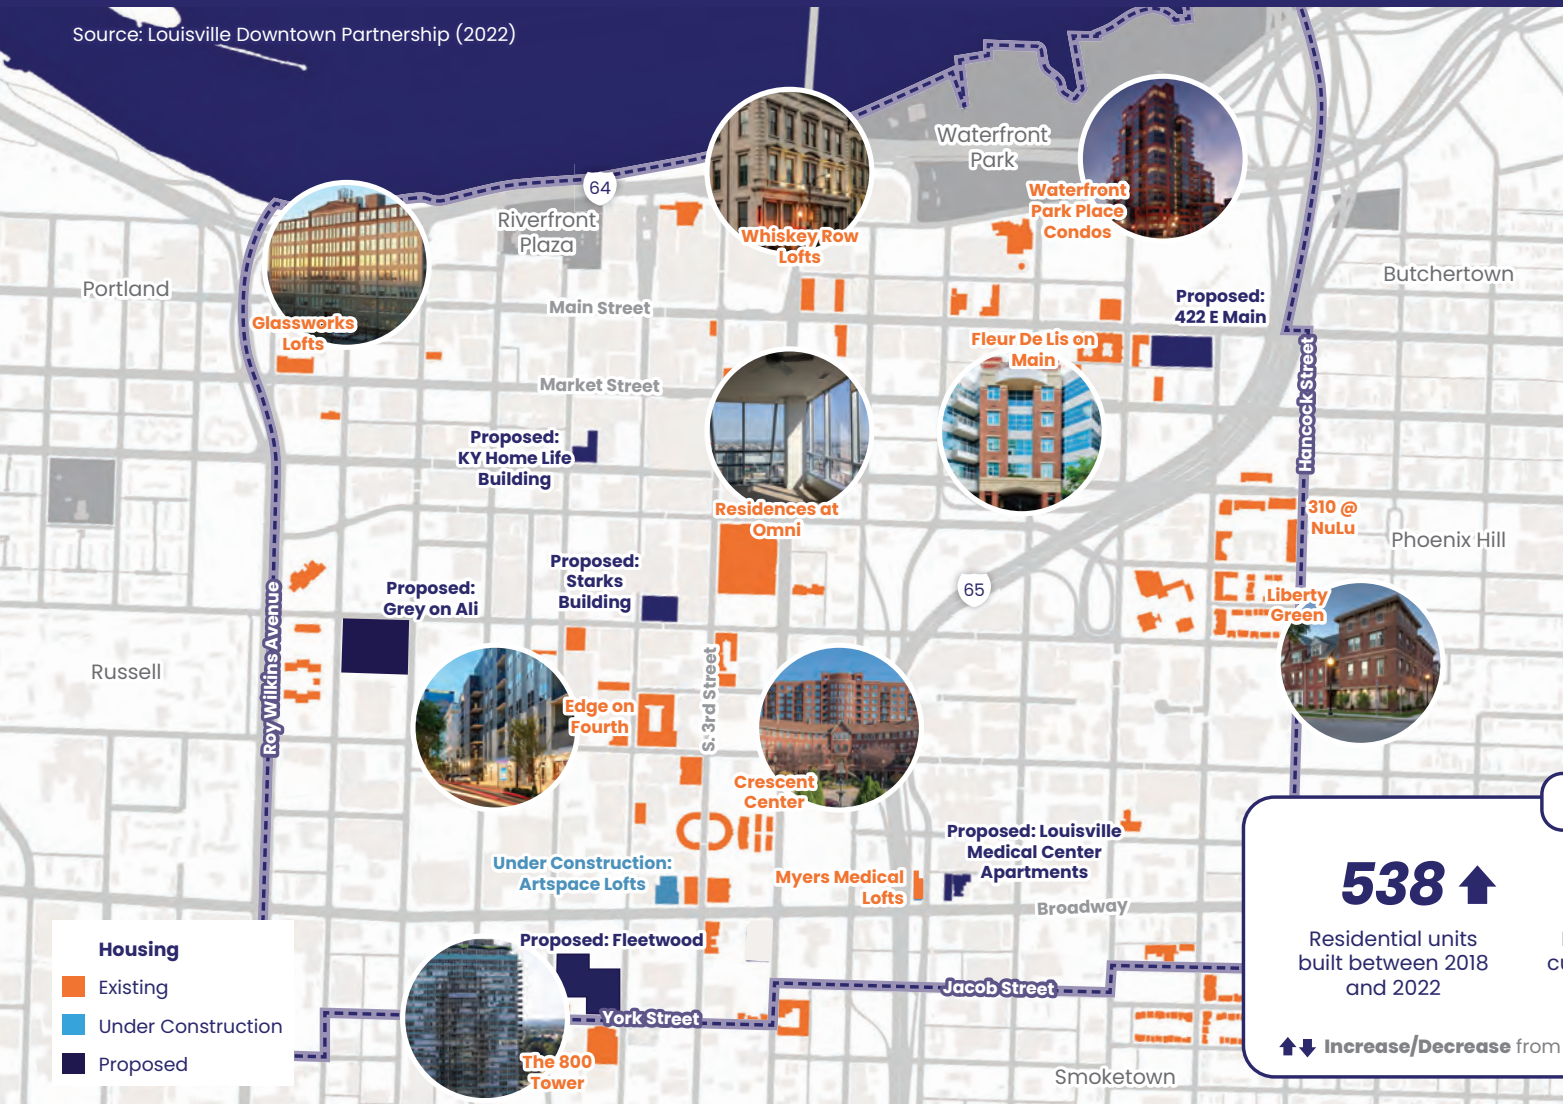 Source: Louisville Downtown Partnership (2022)
64
Waterfront
Park
Riverfront
Plaza
Waterfront
Park Place
Condos
Whiskey Row
Lofts
Portland
Butchertown
Main Street
Proposed:
422 E Main
Glassworks
Lofts
Fleur De Lis on
Main
Market Street
Hancock Street
Proposed:
KY Home Life
Building
Residences at
Omni
310 @
NuLu
Phoenix Hill
Proposed:
Starks
Building
Proposed:
Grey on Ali
65
Liberty
Green
Roy Wilkins Avenue
Russell
S. 3rd Street
Edge on
Fourth
Crescent
Center
Proposed: Louisville
Medical Center
Apartments
Under Construction:
Artspace Lofts
Myers Medical
Lofts
Broadway
538
Residential units
built between 2018
and 2022
Increase/Decrease from
Proposed: Fleetwood
Housing
Existing
Under Construction
Proposed
Jacob Street
York Street
The 800
Tower
Smoketown